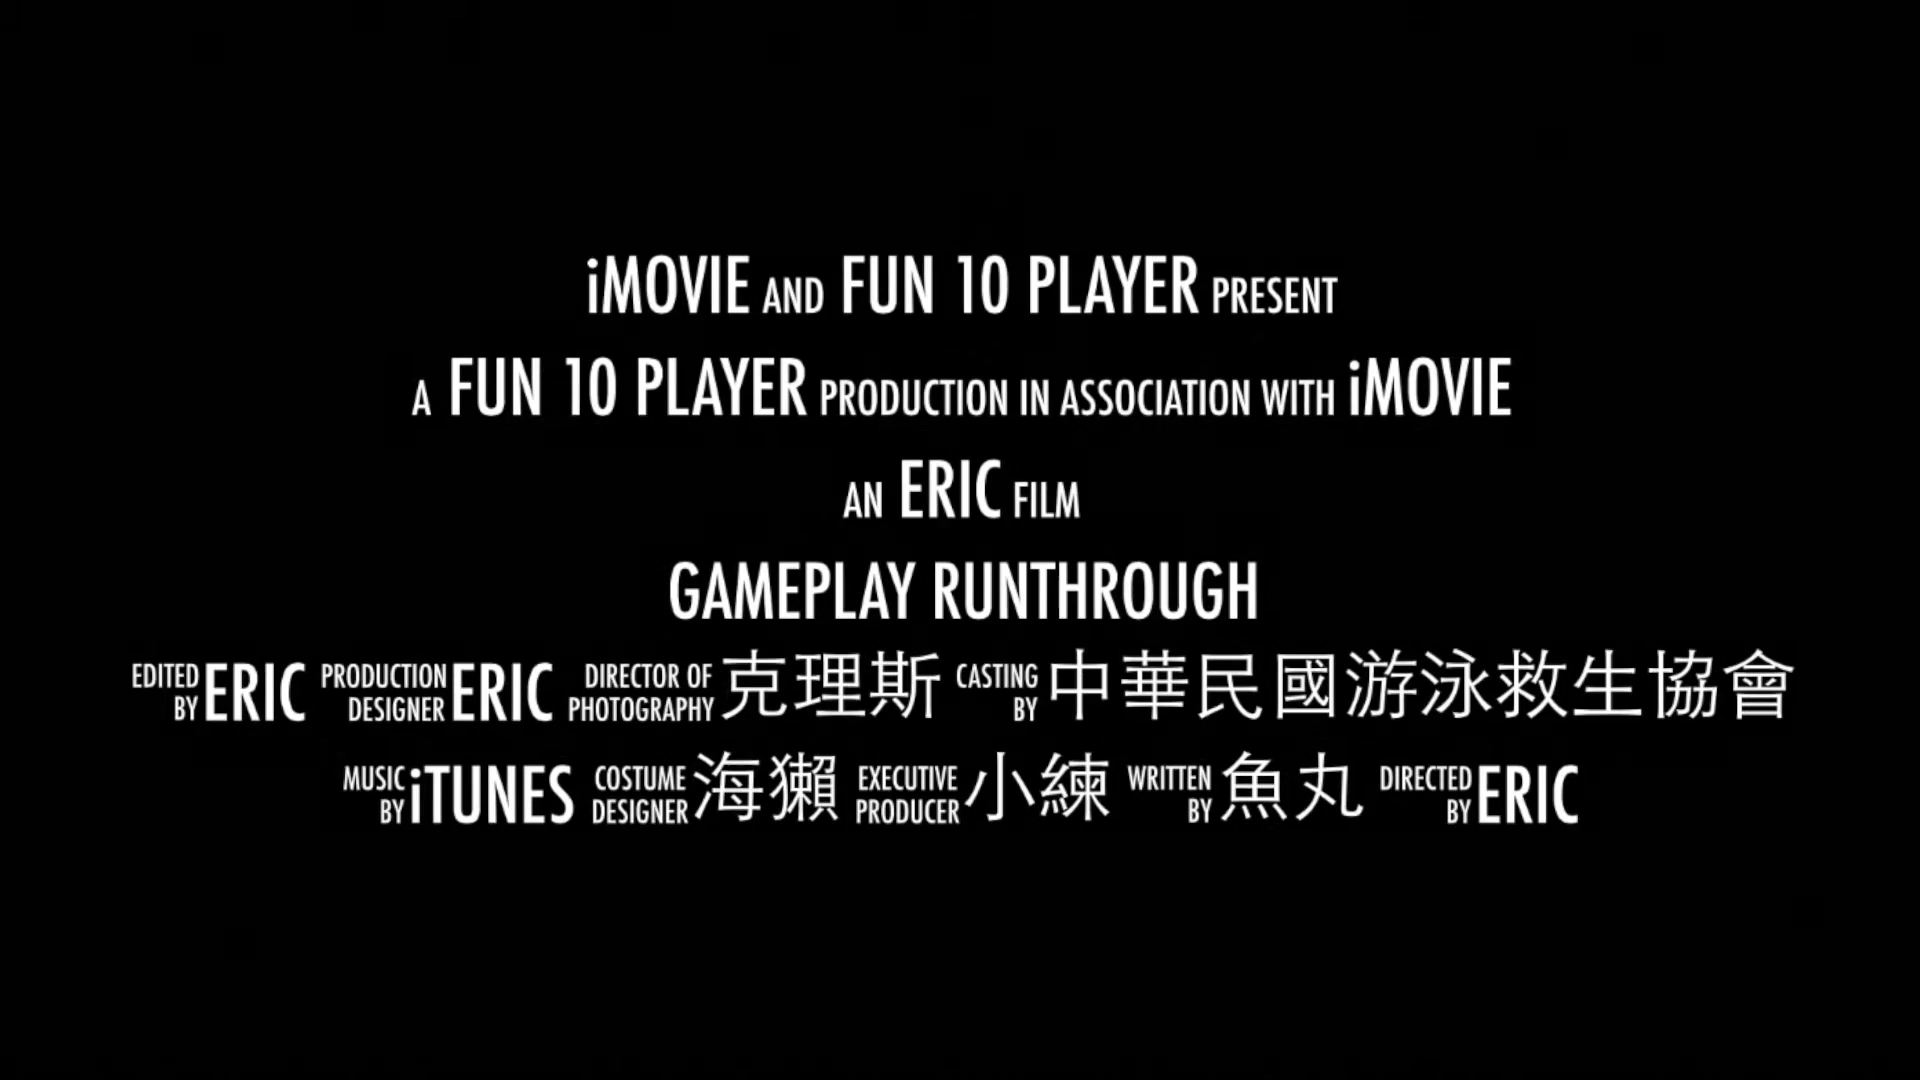 iMOVIE AND FUN 10 PLAYER PRESENT
A FUN 10 PLAYER PRODUCTION IN ASSOCIATION WITH iMOVIE
AN ERIC FILM
GAMEPLAY RUNTHROUGH
EDITED BY ERIC PRODUCTION DESIGNER ERIC DIRECTOR OF PHOTOGRAPHY 克理斯 CASTING BY 中華民國游泳救生協會
MUSIC BY iTUNES COSTUME DESIGNER 海獺 EXECUTIVE PRODUCER 小練 WRITTEN BY 魚丸 DIRECTED BY ERIC